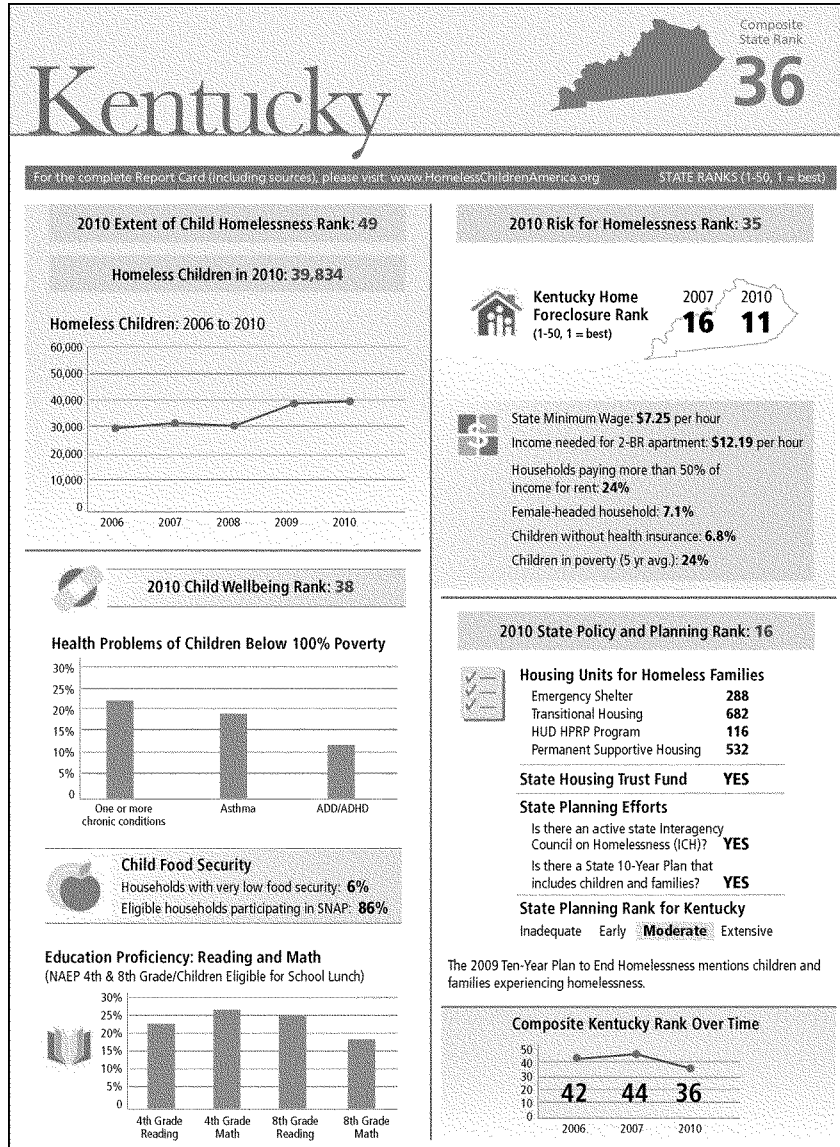 Kentucky
Composite
State Rank
36
For the complete Report Card (including sources), please visit: www.HomelessChildrenAmerica.org STATE RANKS (1-50, 1 = best)
2010 Extent of Child Homelessness Rank: 49
Homeless Children in 2010: 39,834
Homeless Children: 2006 to 2010
60,000
50,000
40,000
30,000
20,000
10,000
0
2006 2007 2008 2009 2010
2010 Child Wellbeing Rank: 38
Health Problems of Children Below 100% Poverty
30%
25%
20%
15%
10%
5%
0
One or more
chronic conditions
Asthma
ADD/ADHD
Child Food Security
Households with very low food security: 6%
Eligible households participating in SNAP: 86%
Education Proficiency: Reading and Math
(NAEP 4th & 8th Grade/Children Eligible for School Lunch)
30%
25%
20%
15%
10%
5%
0
4th Grade
Reading
4th Grade
Math
8th Grade
Reading
8th Grade
Math
2010 Risk for Homelessness Rank: 35
Kentucky Home
Foreclosure Rank
(1-50, 1 = best)
2007 2010
16 11
$
State Minimum Wage: $7.25 per hour
Income needed for 2-BR apartment: $12.19 per hour
Households paying more than 50% of
income for rent: 24%
Female-headed household: 7.1%
Children without health insurance: 6.8%
Children in poverty (5 yr avg.): 24%
2010 State Policy and Planning Rank: 16
Housing Units for Homeless Families
Emergency Shelter 288
Transitional Housing 682
HUD HPRP Program 116
Permanent Supportive Housing 532
State Housing Trust Fund YES
State Planning Efforts
Is there an active state Interagency
Council on Homelessness (ICH)? YES
Is there a State 10-Year Plan that
includes children and families? YES
State Planning Rank for Kentucky
Inadequate Early Moderate Extensive
The 2009 Ten-Year Plan to End Homelessness mentions children and
families experiencing homelessness.
Composite Kentucky Rank Over Time
50
40
30
20
10
0
42 44 36
2006 2007 2010